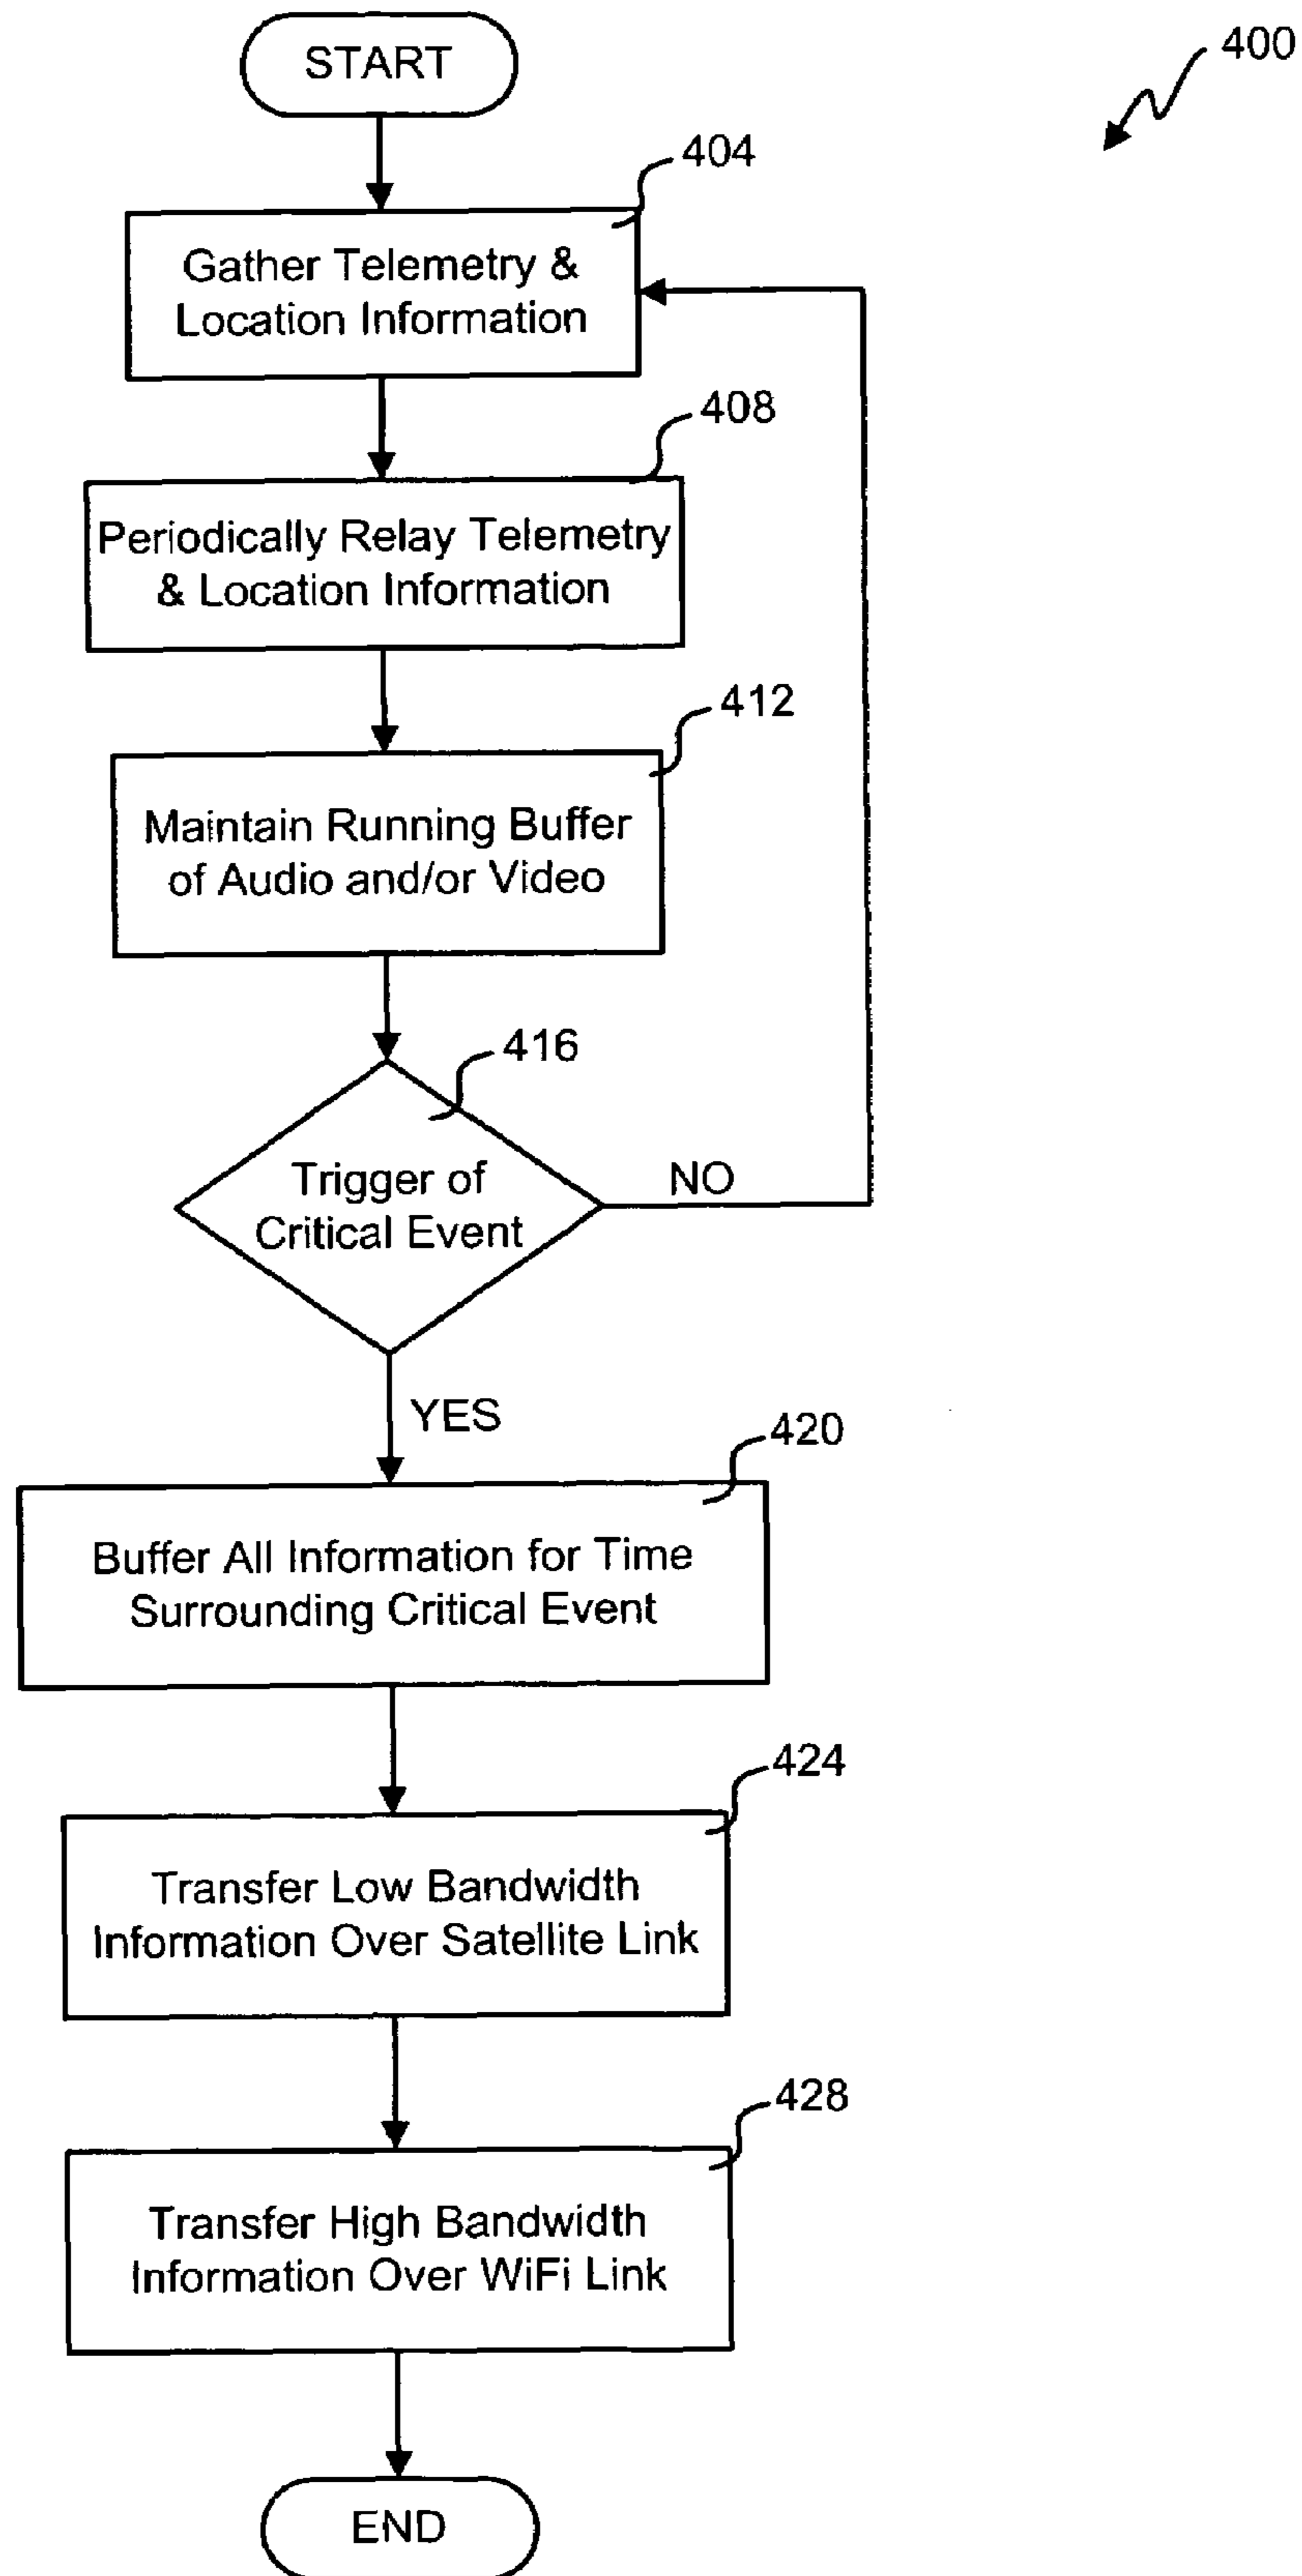 START
400
404
Gather Telemetry &
Location Information
408
Periodically Relay Telemetry
& Location Information
412
Maintain Running Buffer
of Audio and/or Video
416
Trigger of
Critical Event
NO
YES
420
Buffer All Information for Time
Surrounding Critical Event
424
Transfer Low Bandwidth
Information Over Satellite Link
428
Transfer High Bandwidth
Information Over WiFi Link
END